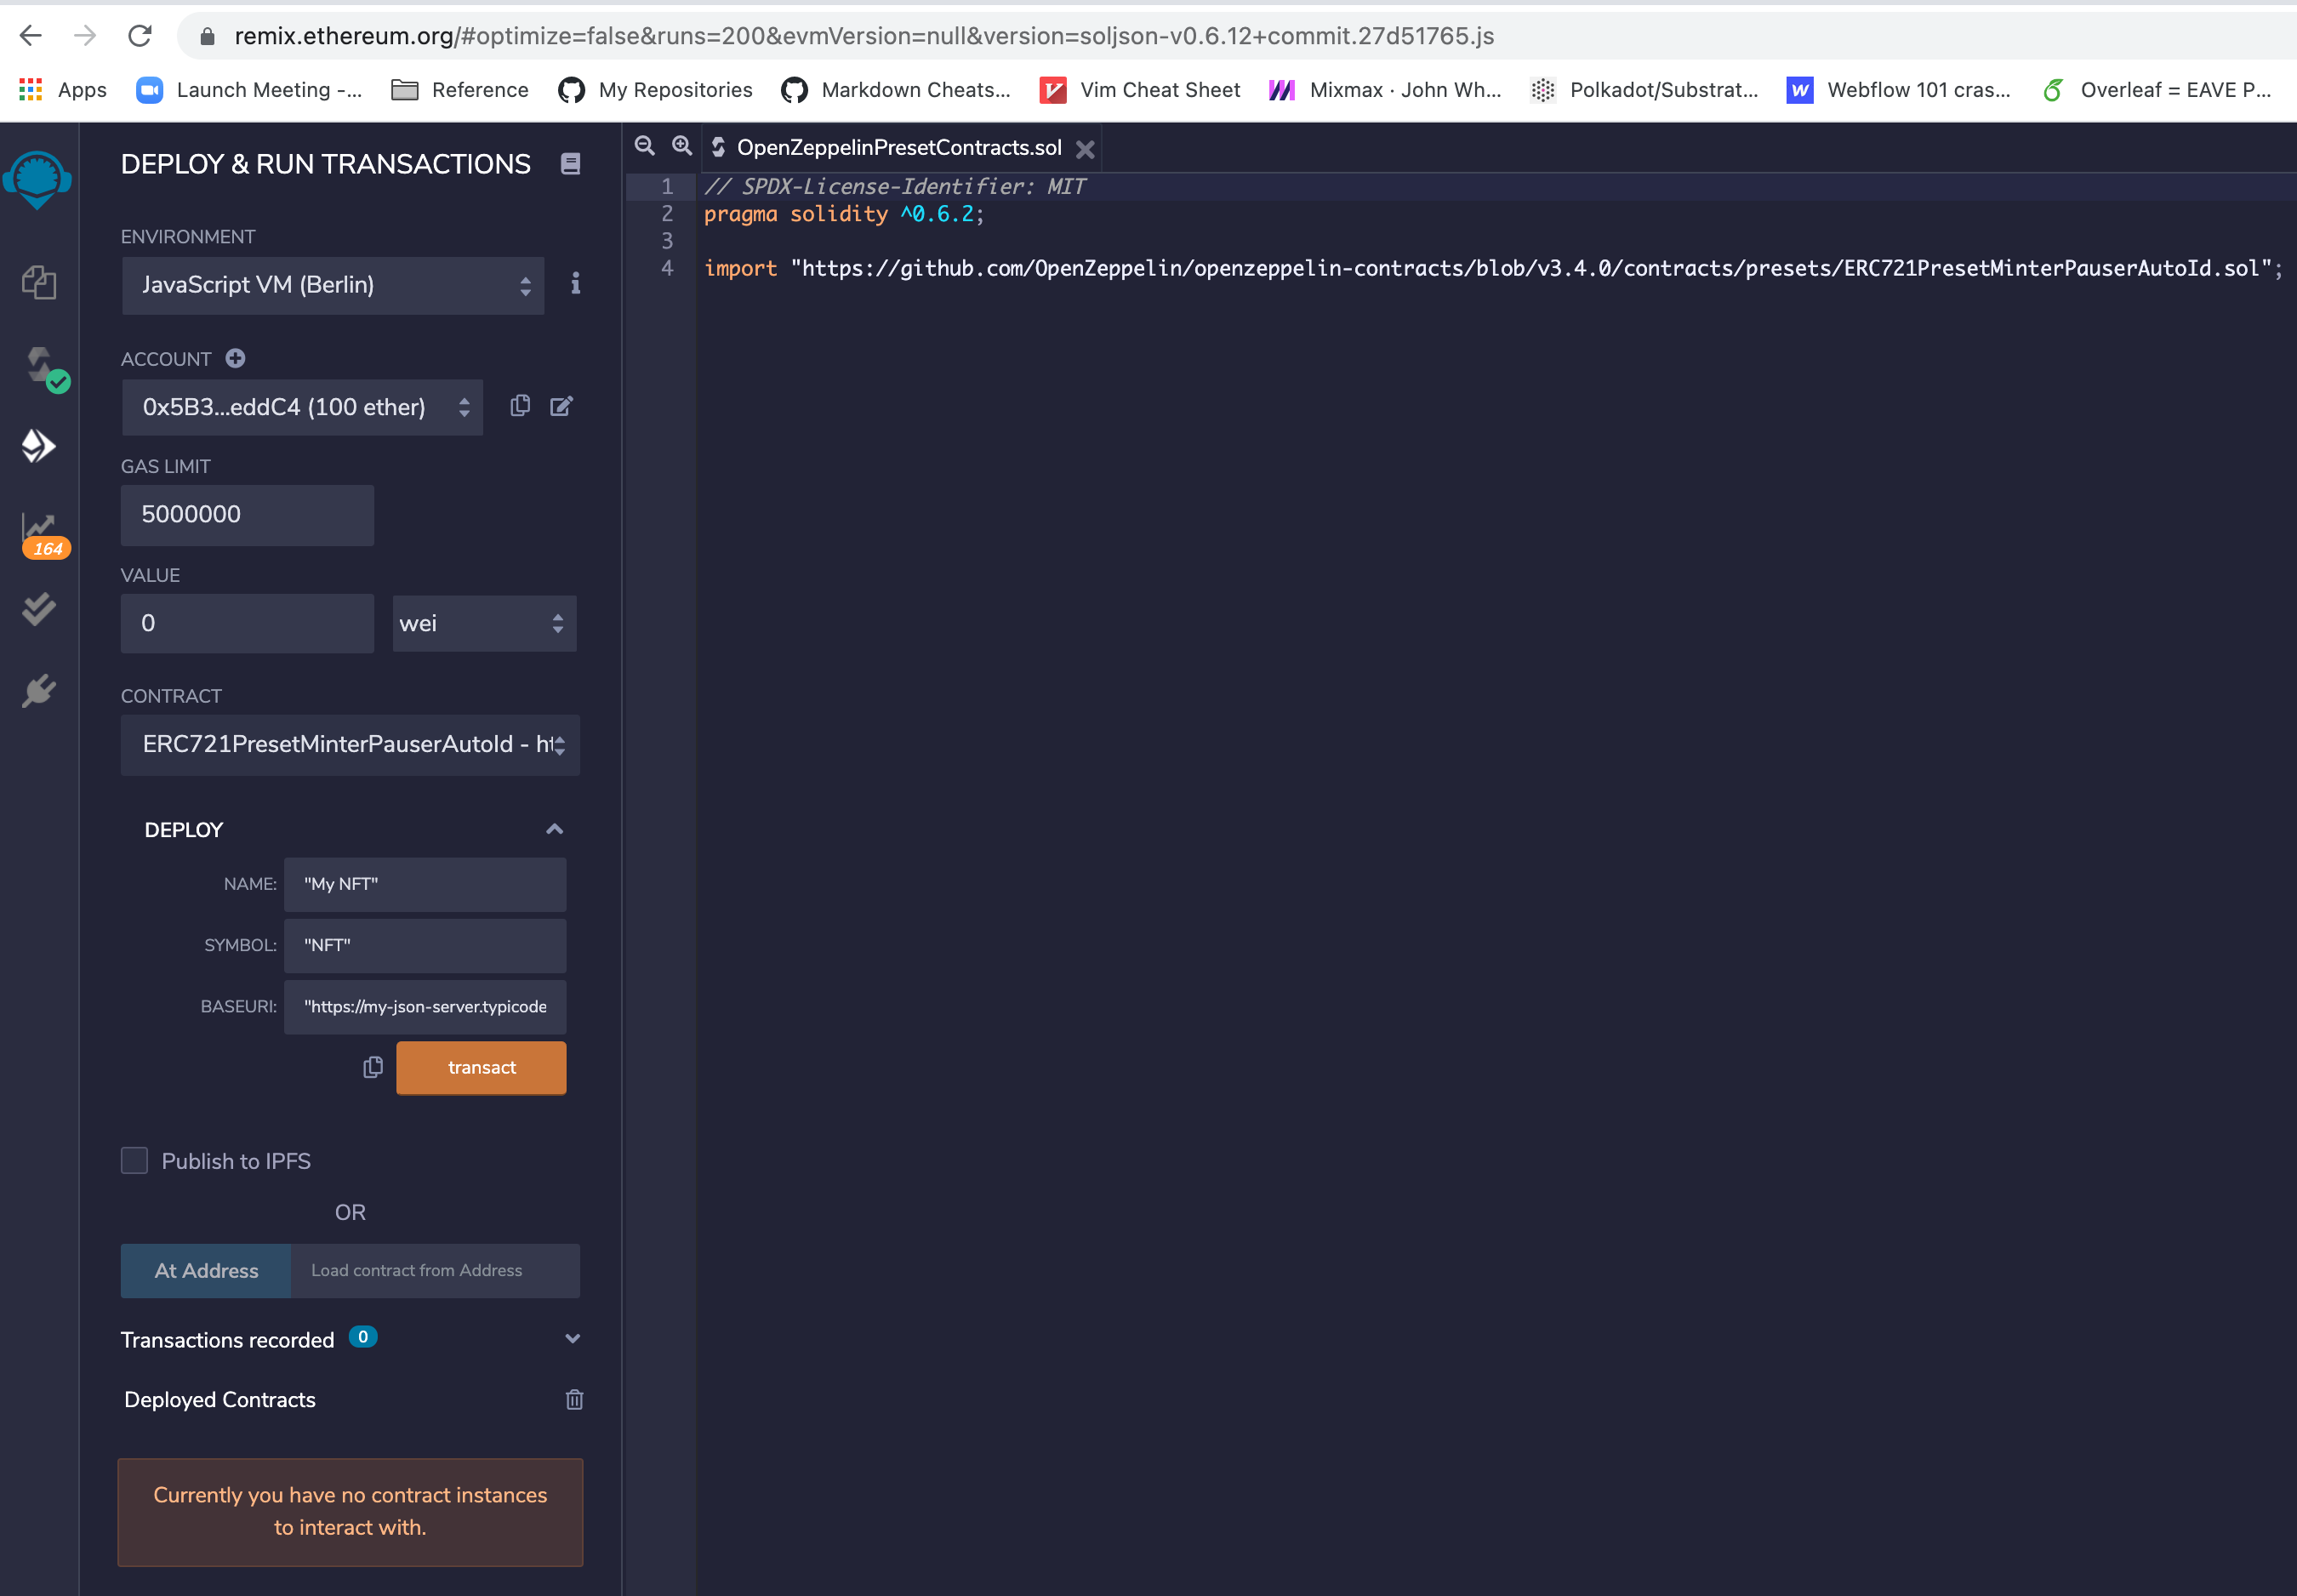 remix.ethereum.org/#optimize=false&runs=200&evmVersion=null&version=soljson-v0.6.12+commit.27d51765.js
Apps Launch Meeting -... Reference My Repositories Markdown Cheats... Vim Cheat Sheet Mixmax · John Wh... Polkadot/Substrat... w Webflow 101 cras... Overleaf = EAVE P...
DEPLOY & RUN TRANSACTIONS
ENVIRONMENT
JavaScript VM (Berlin)
ACCOUNT
0x5B3...eddC4 (100 ether)
GAS LIMIT
5000000
164
VALUE
0 wei
CONTRACT
ERC721PresetMinterPauserAutoId - ht
DEPLOY
NAME: "My NFT"
SYMBOL: "NFT"
BASEURI: "https://my-json-server.typicode
transact
Publish to IPFS
OR
At Address Load contract from Address
Transactions recorded 0
Deployed Contracts
Currently you have no contract instances
to interact with.
OpenZeppelinPresetContracts.sol
1 // SPDX-License-Identifier: MIT
2 pragma solidity ^0.6.2;
3
4 import "https://github.com/OpenZeppelin/openzeppelin-contracts/blob/v3.4.0/contracts/presets/ERC721PresetMinterPauserAutoId.sol";